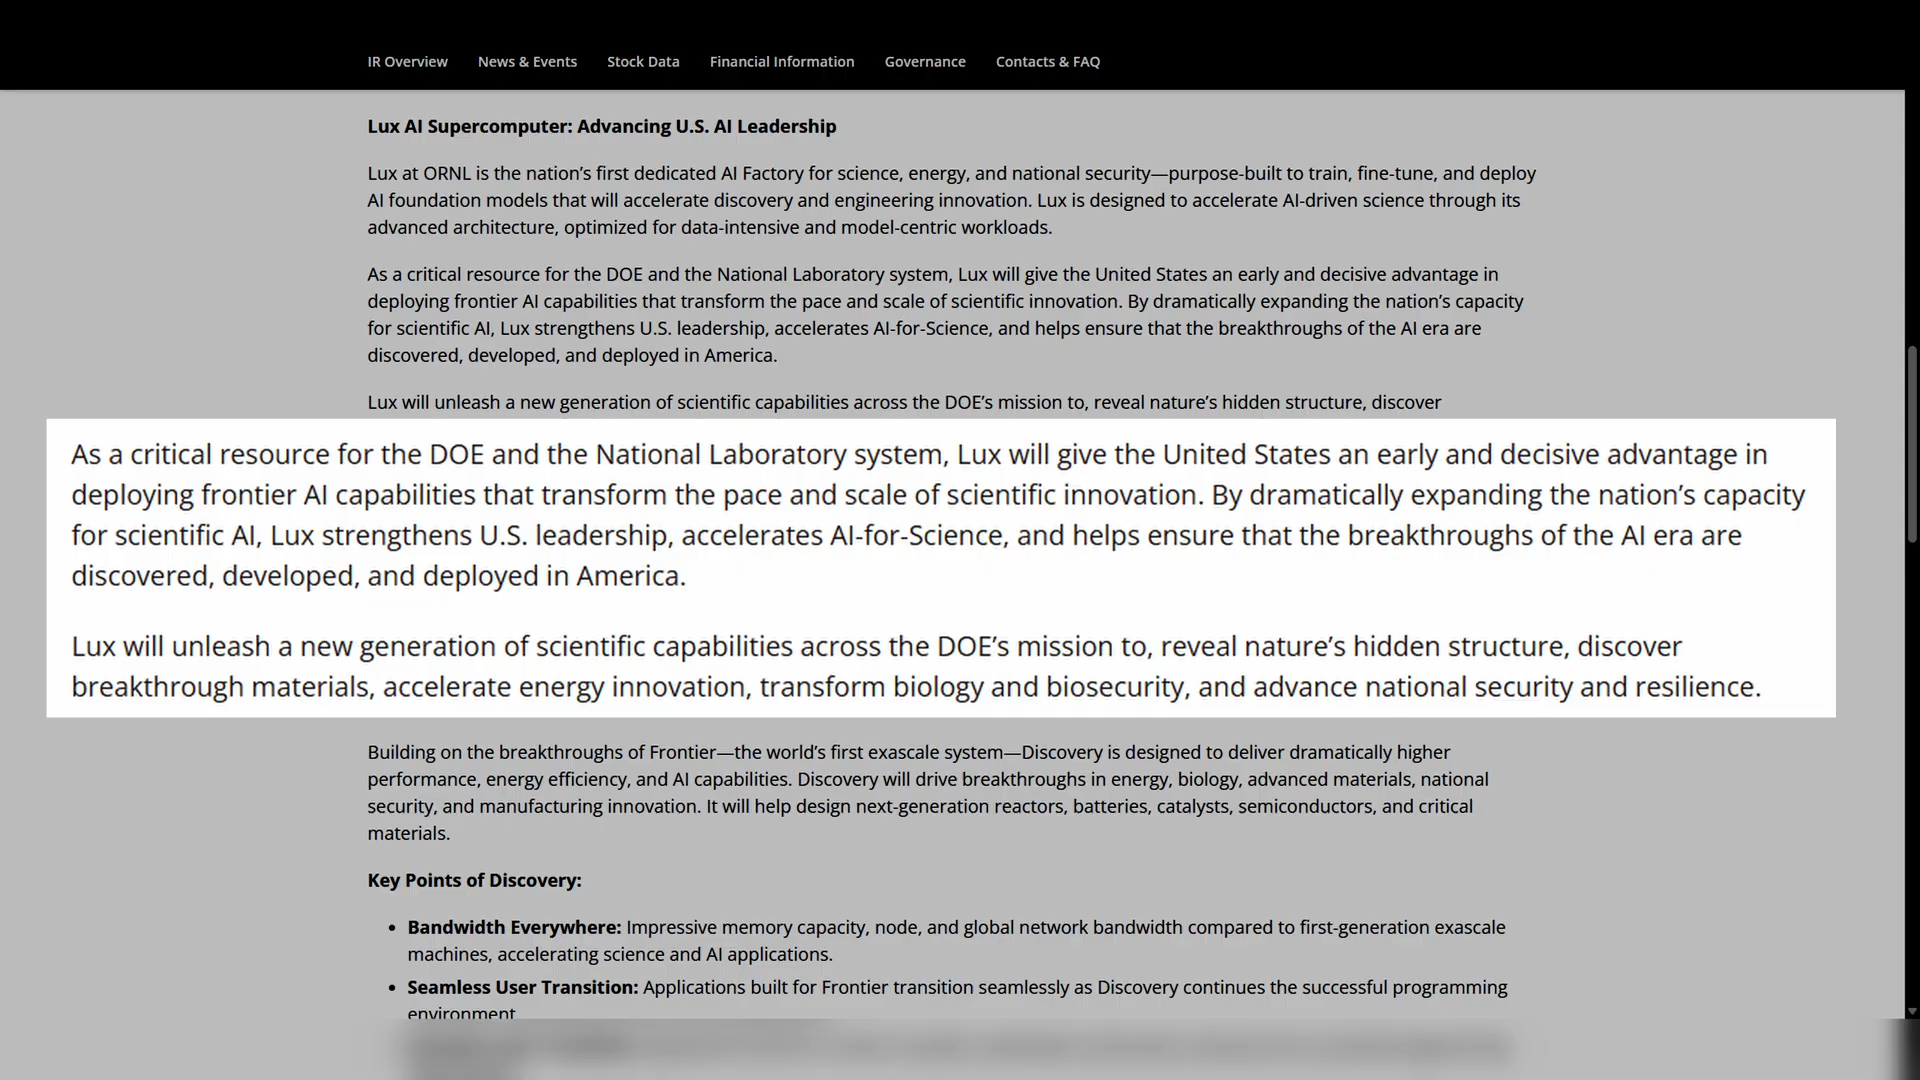 IR Overview News & Events Stock Data Financial Information Governance Contacts & FAQ
Lux AI Supercomputer: Advancing U.S. AI Leadership
Lux at ORNL is the nation’s first dedicated AI Factory for science, energy, and national security—purpose-built to train, fine-tune, and deploy
AI foundation models that will accelerate discovery and engineering innovation. Lux is designed to accelerate AI-driven science through its
advanced architecture, optimized for data-intensive and model-centric workloads.
As a critical resource for the DOE and the National Laboratory system, Lux will give the United States an early and decisive advantage in
deploying frontier AI capabilities that transform the pace and scale of scientific innovation. By dramatically expanding the nation’s capacity
for scientific AI, Lux strengthens U.S. leadership, accelerates AI-for-Science, and helps ensure that the breakthroughs of the AI era are
discovered, developed, and deployed in America.
Lux will unleash a new generation of scientific capabilities across the DOE’s mission to, reveal nature’s hidden structure, discover
As a critical resource for the DOE and the National Laboratory system, Lux will give the United States an early and decisive advantage in
deploying frontier AI capabilities that transform the pace and scale of scientific innovation. By dramatically expanding the nation’s capacity
for scientific AI, Lux strengthens U.S. leadership, accelerates AI-for-Science, and helps ensure that the breakthroughs of the AI era are
discovered, developed, and deployed in America.
Lux will unleash a new generation of scientific capabilities across the DOE’s mission to, reveal nature’s hidden structure, discover
breakthrough materials, accelerate energy innovation, transform biology and biosecurity, and advance national security and resilience.
Building on the breakthroughs of Frontier—the world’s first exascale system—Discovery is designed to deliver dramatically higher
performance, energy efficiency, and AI capabilities. Discovery will drive breakthroughs in energy, biology, advanced materials, national
security, and manufacturing innovation. It will help design next-generation reactors, batteries, catalysts, semiconductors, and critical
materials.
Key Points of Discovery:
• Bandwidth Everywhere: Impressive memory capacity, node, and global network bandwidth compared to first-generation exascale
machines, accelerating science and AI applications.
• Seamless User Transition: Applications built for Frontier transition seamlessly as Discovery continues the successful programming
environment